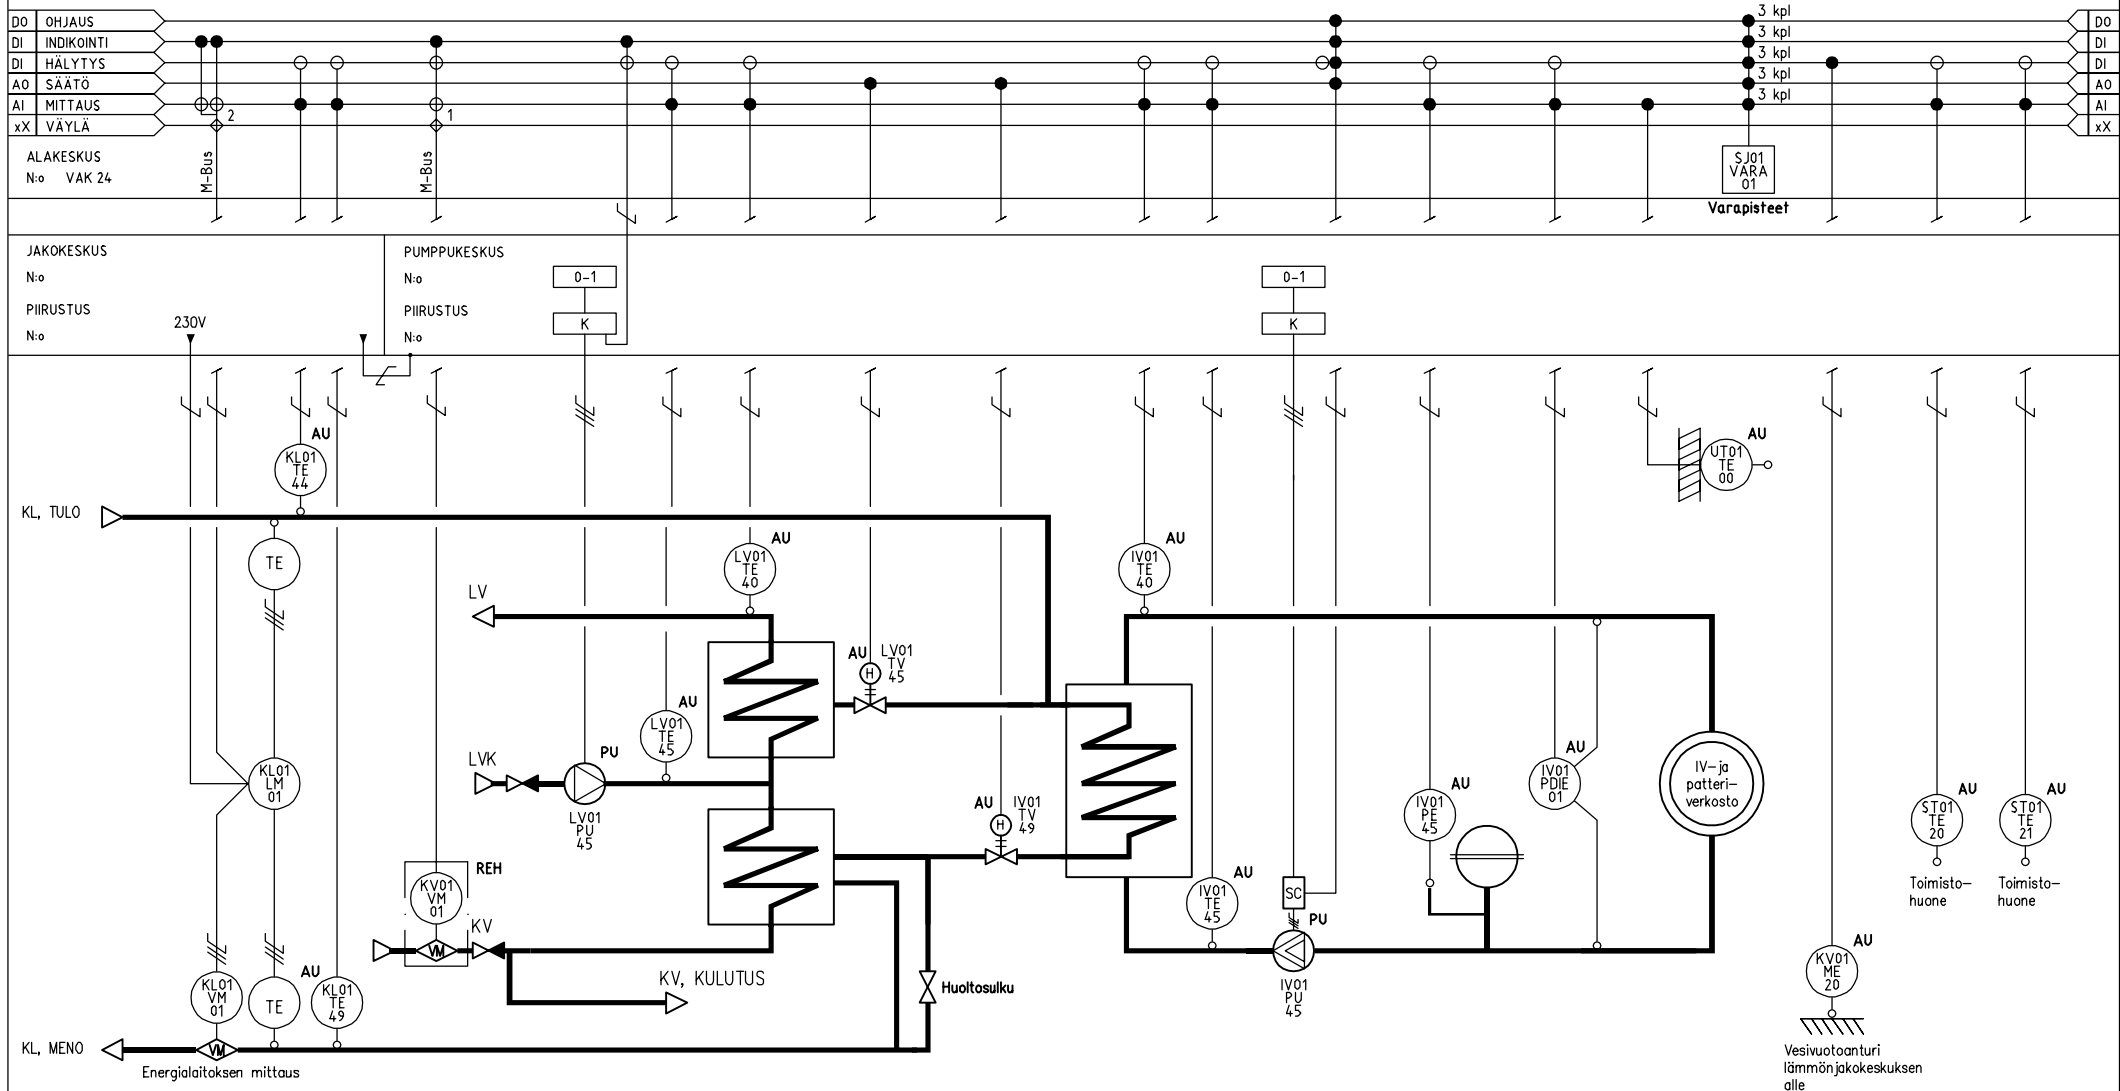 DO OHJAUS 3 kpl DO
DI INDIKOINTI 3 kpl DI
DI HÄLYTYS 3 kpl DI
AO SÄÄTÖ 3 kpl AO
AI MITTAUS 3 kpl AI
xX VÄYLÄ 2 1 xX
ALAKESKUS
N:o VAK 24
M-Bus
M-Bus
SJ01
VARA
01
Varapisteet
JAKOKESKUS
N:o
PIIRUSTUS
N:o
230V
PUMPPUKESKUS
N:o
PIIRUSTUS
N:o
0-1
K
0-1
K
AU
KL01
TE
44
AU
UT01
TE
00
KL, TULO
TE
AU
LV01
TE
40
AU
IV01
TE
40
LV
AU
LV01
TV
45
H
AU
LV01
TE
45
LVK
PU
LV01
PU
45
KL01
LM
01
AU
IV01
TV
49
H
AU
IV01
PE
45
AU
IV01
PDIE
01
IV-ja
patteri-
verkosto
AU
ST01
TE
20
Toimisto-
huone
AU
ST01
TE
21
Toimisto-
huone
REH
KV01
VM
01
VM
KV
KV, KULUTUS
AU
IV01
TE
45
SC
PU
IV01
PU
45
Huoltosulku
AU
KV01
ME
20
Vesivuotoanturi
lämmönjakokeskuksen
alle
KL01
VM
01
TE
AU
KL01
TE
49
KL, MENO
VM
Energialaitoksen mittaus